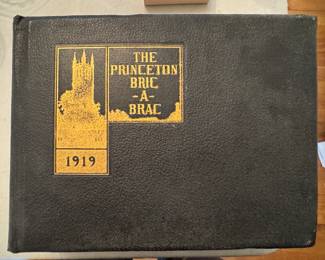 THE
PRINCETON
BRIC
-A-
BRAC
1919